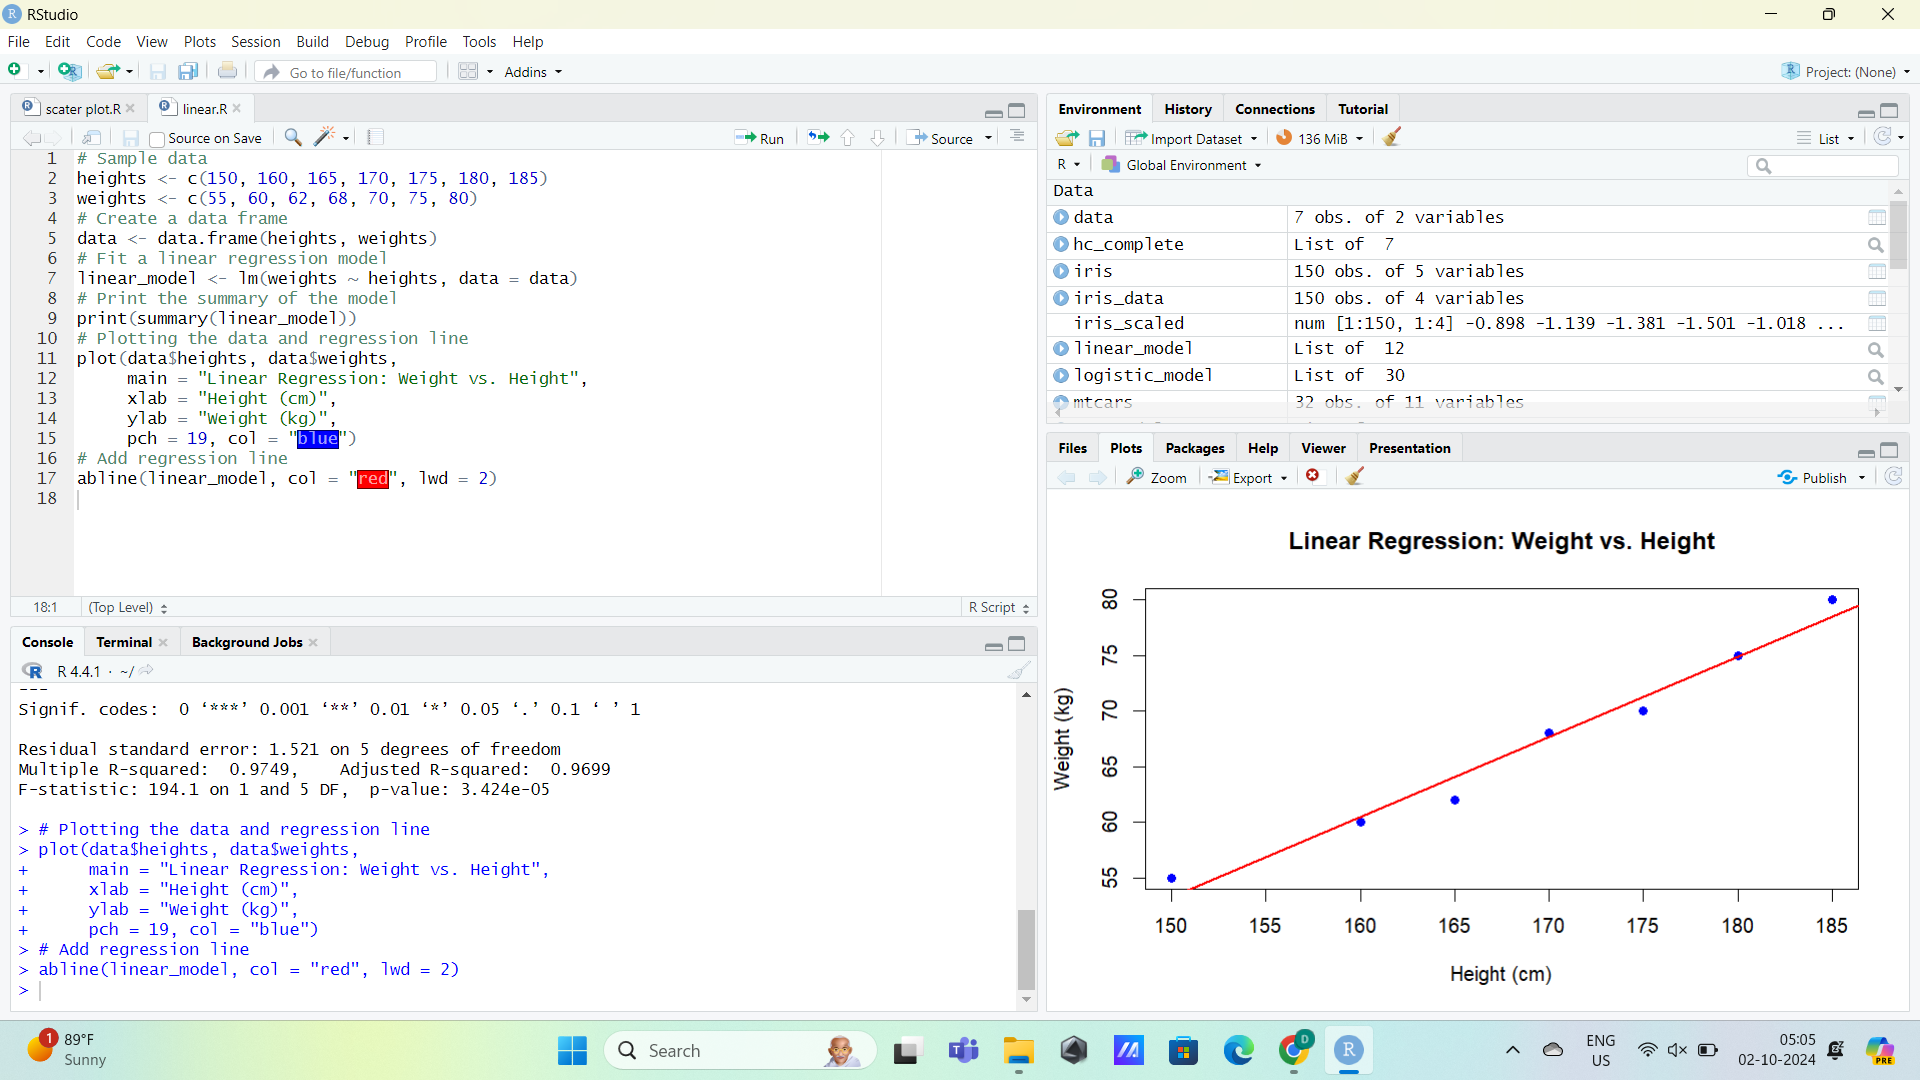 RStudio
File Edit Code View Plots Session Build Debug Profile Tools Help
Go to file/function Addins Project: (None)
scater plot.R linear.R
Source on Save Run Source
1 # Sample data
2 heights <- c(150, 160, 165, 170, 175, 180, 185)
3 weights <- c(55, 60, 62, 68, 70, 75, 80)
4 # Create a data frame
5 data <- data.frame(heights, weights)
6 # Fit a linear regression model
7 linear_model <- lm(weights ~ heights, data = data)
8 # Print the summary of the model
9 print(summary(linear_model))
10 # Plotting the data and regression line
11 plot(data$heights, data$weights,
12 main = "Linear Regression: Weight vs. Height",
13 xlab = "Height (cm)",
14 ylab = "Weight (kg)",
15 pch = 19, col = "blue")
16 # Add regression line
17 abline(linear_model, col = "red", lwd = 2)
18
18:1 (Top Level) R Script
Console Terminal Background Jobs
R 4.4.1 · ~/
---
Signif. codes:  0 ‘***’ 0.001 ‘**’ 0.01 ‘*’ 0.05 ‘.’ 0.1 ‘ ’ 1
Residual standard error: 1.521 on 5 degrees of freedom
Multiple R-squared:  0.9749,    Adjusted R-squared:  0.9699
F-statistic: 194.1 on 1 and 5 DF,  p-value: 3.424e-05
> # Plotting the data and regression line
> plot(data$heights, data$weights,
+      main = "Linear Regression: Weight vs. Height",
+      xlab = "Height (cm)",
+      ylab = "Weight (kg)",
+      pch = 19, col = "blue")
> # Add regression line
> abline(linear_model, col = "red", lwd = 2)
>
Environment History Connections Tutorial
Import Dataset 136 MiB List
R Global Environment
Data
data 7 obs. of 2 variables
hc_complete List of 7
iris 150 obs. of 5 variables
iris_data 150 obs. of 4 variables
iris_scaled num [1:150, 1:4] -0.898 -1.139 -1.381 -1.501 -1.018 ...
linear_model List of 12
logistic_model List of 30
mtcars 32 obs. of 11 variables
Files Plots Packages Help Viewer Presentation
Zoom Export Publish
Linear Regression: Weight vs. Height
Weight (kg)
80
75
70
65
60
55
150 155 160 165 170 175 180 185
Height (cm)
1 89°F
Sunny
Search
D
R
PRE
ENG
US
05:05
02-10-2024